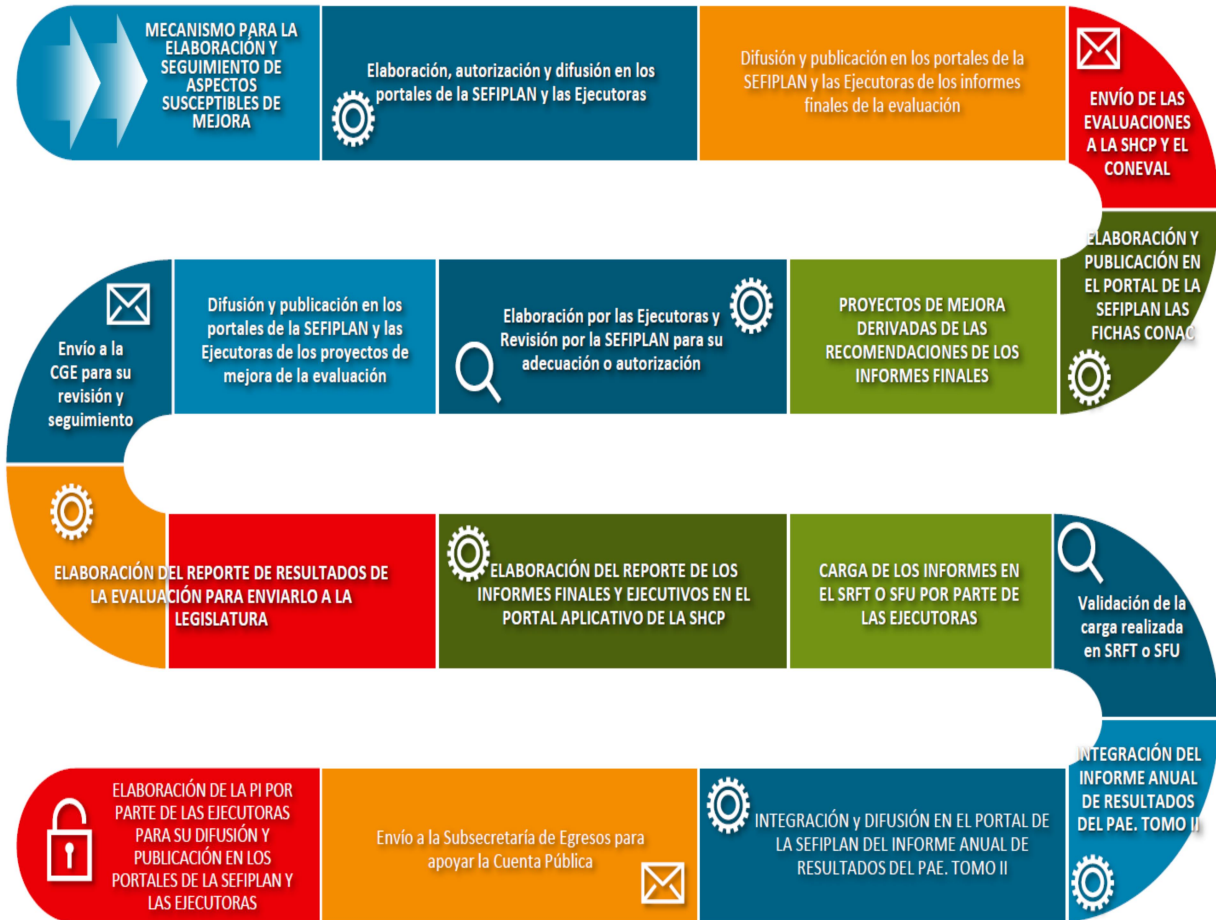 MECANISMO PARA LA
ELABORACIÓN Y
SEGUIMIENTO DE
ASPECTOS
SUSCEPTIBLES DE
MEJORA
Elaboración, autorización y difusión en los
portales de la SEFIPLAN y las Ejecutoras
Difusión y publicación en los portales de la
SEFIPLAN y las Ejecutoras de los informes
finales de la evaluación
ENVÍO DE LAS
EVALUACIONES
A LA SHCP Y EL
CONEVAL
ELABORACIÓN Y
PUBLICACIÓN EN
EL PORTAL DE LA
SEFIPLAN LAS
FICHAS CONAC
PROYECTOS DE MEJORA
DERIVADAS DE LAS
RECOMENDACIONES DE LOS
INFORMES FINALES
Elaboración por las Ejecutoras y
Revisión por la SEFIPLAN para su
adecuación o autorización
Difusión y publicación en los
portales de la SEFIPLAN y las
Ejecutoras de los proyectos de
mejora de la evaluación
Envío a la
CGE para su
revisión y
seguimiento
ELABORACIÓN DEL REPORTE DE RESULTADOS DE
LA EVALUACIÓN PARA ENVIARLO A LA
LEGISLATURA
ELABORACIÓN DEL REPORTE DE LOS
INFORMES FINALES Y EJECUTIVOS EN EL
PORTAL APLICATIVO DE LA SHCP
CARGA DE LOS INFORMES EN
EL SRFT O SFU POR PARTE DE
LAS EJECUTORAS
Validación de la
carga realizada
en SRFT o SFU
INTEGRACIÓN DEL
INFORME ANUAL
DE RESULTADOS
DEL PAE. TOMO II
INTEGRACIÓN y DIFUSIÓN EN EL PORTAL DE
LA SEFIPLAN DEL INFORME ANUAL DE
RESULTADOS DEL PAE. TOMO II
Envío a la Subsecretaría de Egresos para
apoyar la Cuenta Pública
ELABORACIÓN DE LA PI POR
PARTE DE LAS EJECUTORAS
PARA SU DIFUSIÓN Y
PUBLICACIÓN EN LOS
PORTALES DE LA SEFIPLAN Y
LAS EJECUTORAS